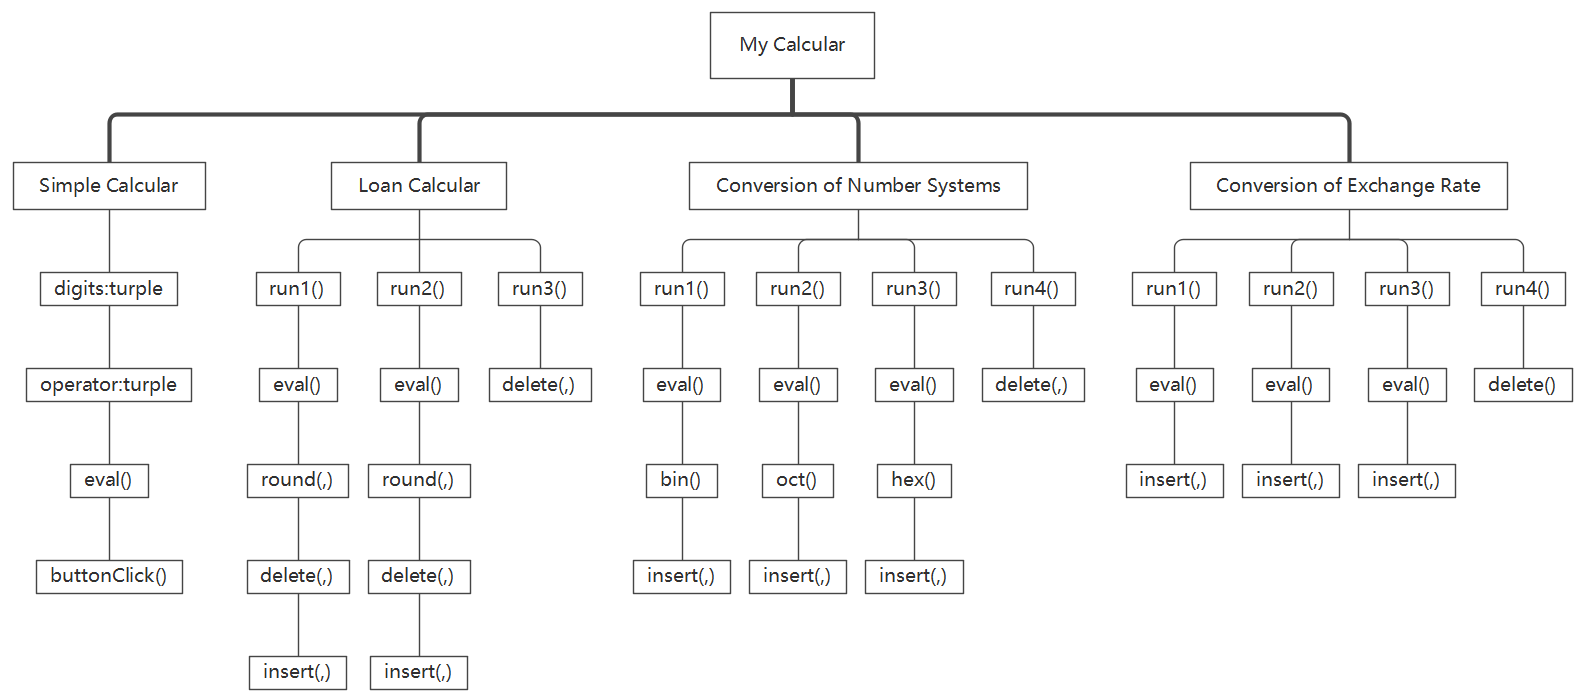 My Calcular
Simple Calcular
Loan Calcular
Conversion of Number Systems
Conversion of Exchange Rate
digits:turple
run1()
run2()
run3()
run1()
run2()
run3()
run4()
run1()
run2()
run3()
run4()
operator:turple
eval()
eval()
delete(,)
eval()
eval()
eval()
delete(,)
eval()
eval()
eval()
delete()
eval()
round(,)
round(,)
bin()
oct()
hex()
insert(,)
insert(,)
insert(,)
buttonClick()
delete(,)
delete(,)
insert(,)
insert(,)
insert(,)
insert(,)
insert(,)